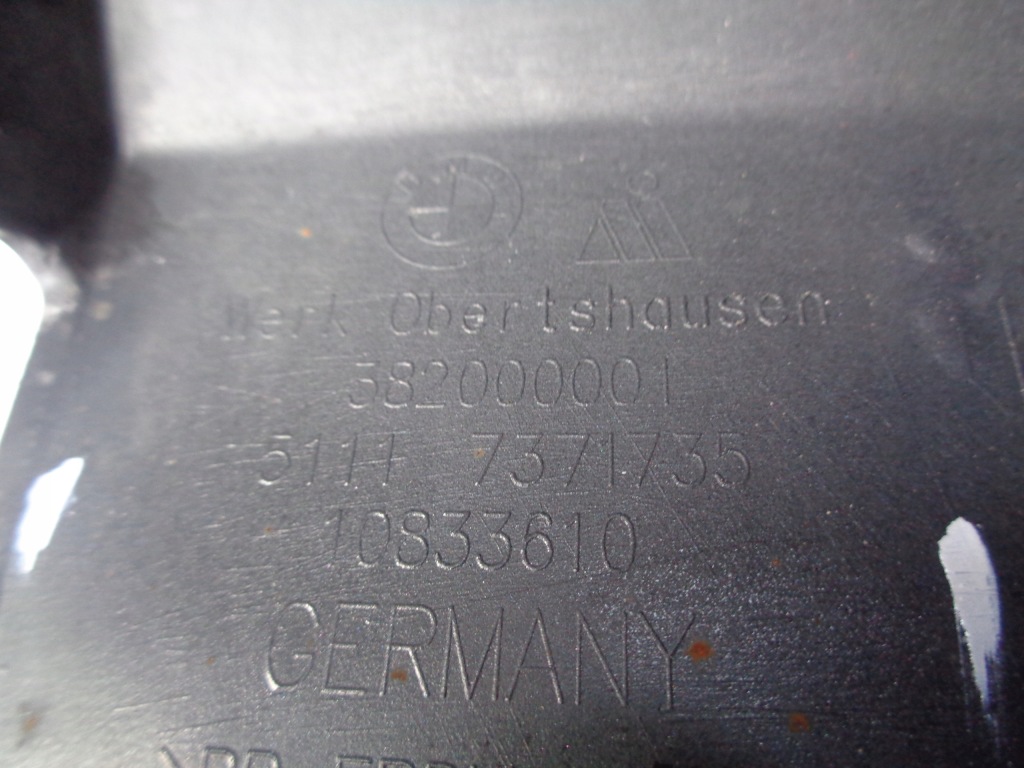 Werk Obertshausen
382000001
5111 7371735
10833610
GERMANY